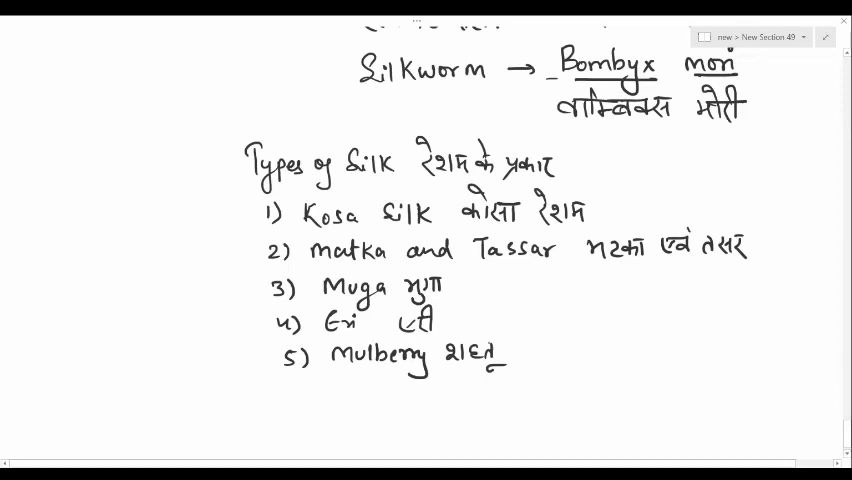 new > New Section 49
Silkworm → Bombyx mori
बाम्बिक्स मोरी
Types of Silk रेशम के प्रकार
1) Kosa Silk कोसा रेशम
2) Matka and Tassar मटका एवं तसर
3) Muga मुगा
4) Eri एरी
5) Mulberry शहतू